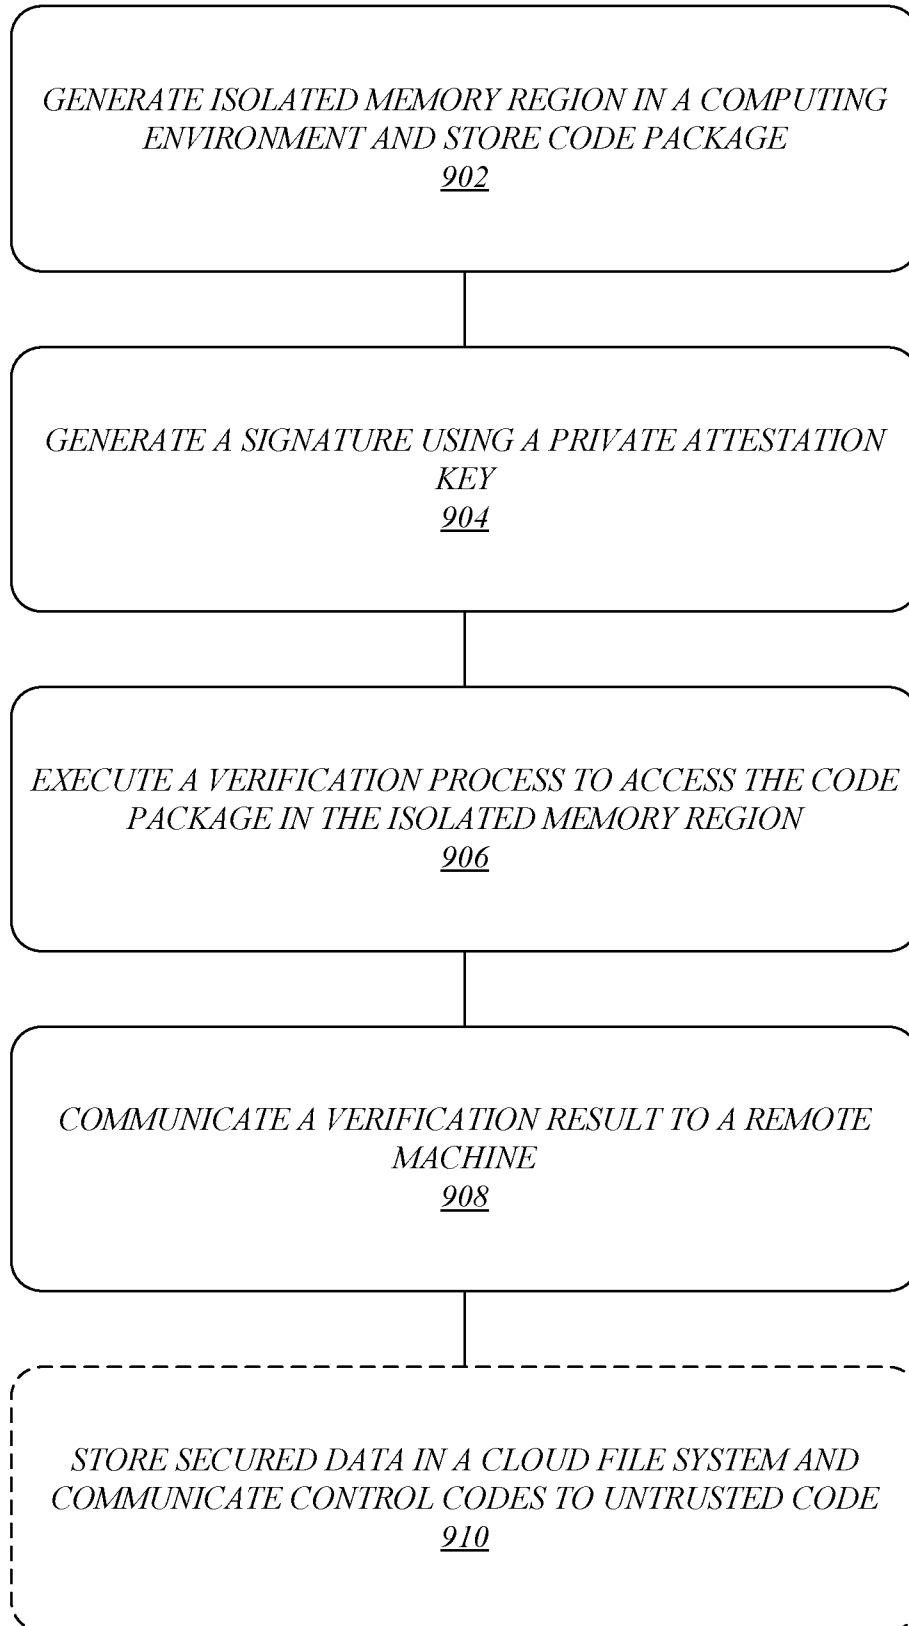 GENERATE ISOLATED MEMORY REGION IN A COMPUTING
ENVIRONMENT AND STORE CODE PACKAGE
902
GENERATE A SIGNATURE USING A PRIVATE ATTESTATION
KEY
904
EXECUTE A VERIFICATION PROCESS TO ACCESS THE CODE
PACKAGE IN THE ISOLATED MEMORY REGION
906
COMMUNICATE A VERIFICATION RESULT TO A REMOTE
MACHINE
908
STORE SECURED DATA IN A CLOUD FILE SYSTEM AND
COMMUNICATE CONTROL CODES TO UNTRUSTED CODE
910